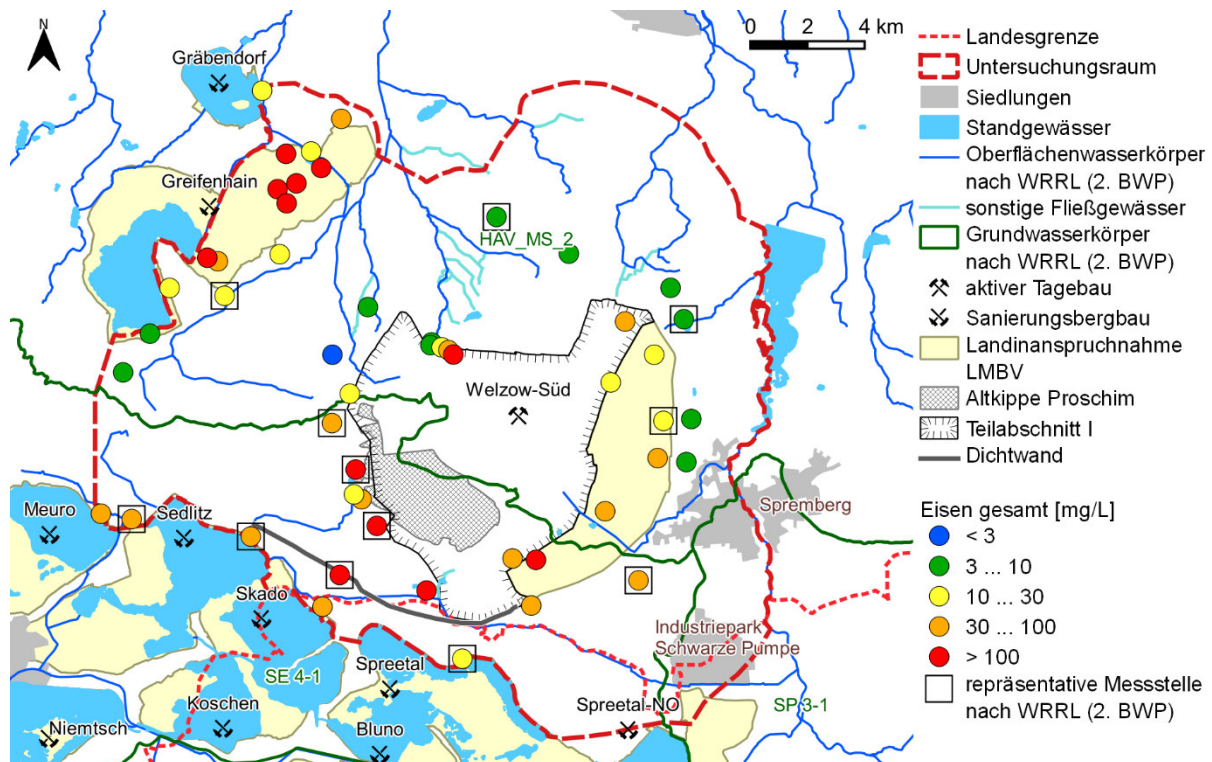 N
0 2 4 km
Gräbendorf
Greifenhain
HAV_MS_2
Welzow-Süd
Meuro
Sedlitz
Spremberg
Skado
Industriepark
Schwarze Pumpe
SE 4-1
Spreetal
Koschen
Spreetal-NO
SP 3-1
Niemtsch
Bluno
Landesgrenze
Untersuchungsraum
Siedlungen
Standgewässer
Oberflächenwasserkörper
nach WRRL (2. BWP)
sonstige Fließgewässer
Grundwasserkörper
nach WRRL (2. BWP)
aktiver Tagebau
Sanierungsbergbau
Landinanspruchnahme
LMBV
Altkippe Proschim
Teilabschnitt I
Dichtwand
Eisen gesamt [mg/L]
< 3
3 ... 10
10 ... 30
30 ... 100
> 100
repräsentative Messstelle
nach WRRL (2. BWP)